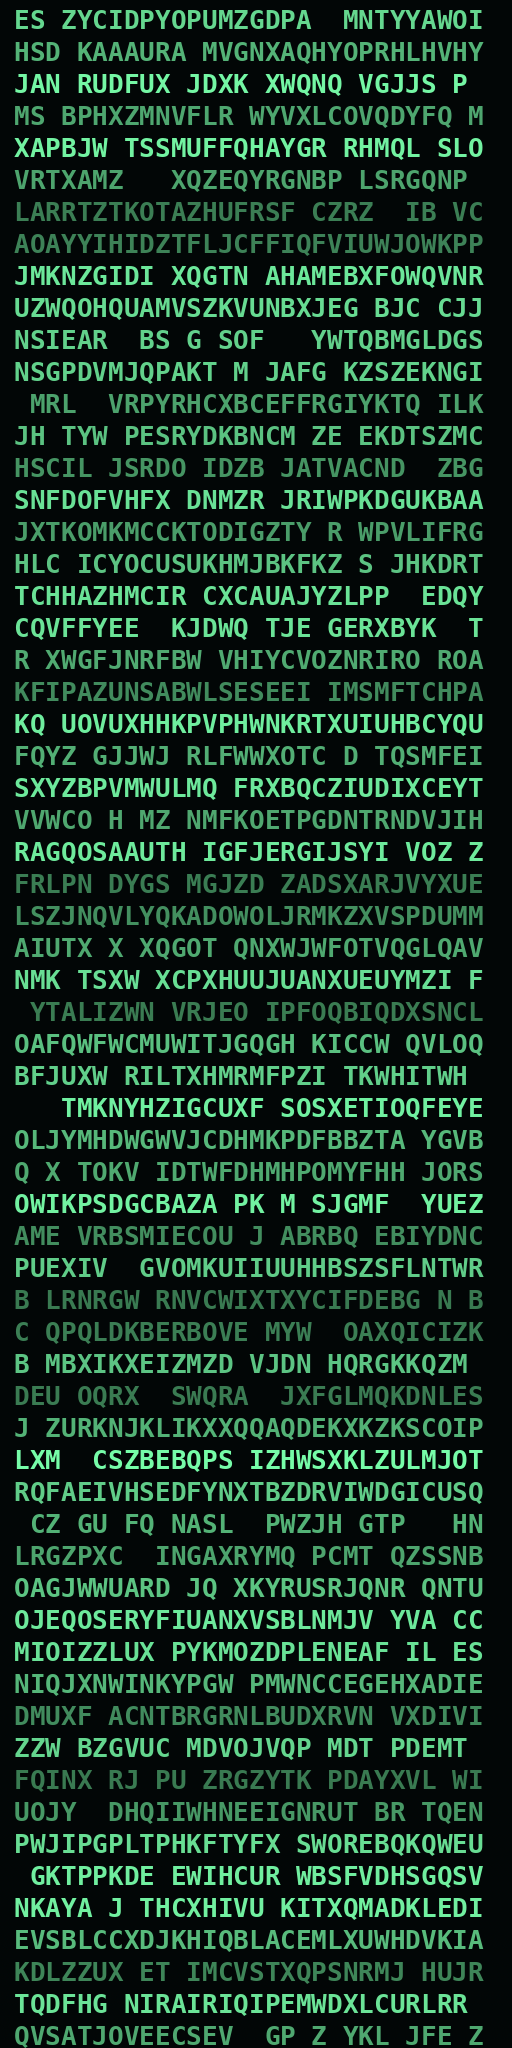 ES ZYCIDPYOPUMZGDPA  MNTYYAWOI
HSD KAAAURA MVGNXAQHYOPRHLHVHY
JAN RUDFUX JDXK XWQNQ VGJJS P
MS BPHXZMNVFLR WYVXLCOVQDYFQ M
XAPBJW TSSMUFFQHAYGR RHMQL SLO
VRTXAMZ   XQZEQYRGNBP LSRGQNP
LARRTZTKOTAZHUFRSF CZRZ  IB VC
AOAYYIHIDZTFLJCFFIQFVIUWJOWKPP
JMKNZGIDI XQGTN AHAMEBXFOWQVNR
UZWQOHQUAMVSZKVUNBXJEG BJC CJJ
NSIEAR  BS G SOF   YWTQBMGLDGS
NSGPDVMJQPAKT M JAFG KZSZEKNGI
 MRL  VRPYRHCXBCEFFRGIYKTQ ILK
JH TYW PESRYDKBNCM ZE EKDTSZMC
HSCIL JSRDO IDZB JATVACND  ZBG
SNFDOFVHFX DNMZR JRIWPKDGUKBAA
JXTKOMKMCCKTODIGZTY R WPVLIFRG
HLC ICYOCUSUKHMJBKFKZ S JHKDRT
TCHHAZHMCIR CXCAUAJYZLPP  EDQY
CQVFFYEE  KJDWQ TJE GERXBYK  T
R XWGFJNRFBW VHIYCVOZNRIRO ROA
KFIPAZUNSABWLSESEEI IMSMFTCHPA
KQ UOVUXHHKPVPHWNKRTXUIUHBCYQU
FQYZ GJJWJ RLFWWXOTC D TQSMFEI
SXYZBPVMWULMQ FRXBQCZIUDIXCEYT
VVWCO H MZ NMFKOETPGDNTRNDVJIH
RAGQOSAAUTH IGFJERGIJSYI VOZ Z
FRLPN DYGS MGJZD ZADSXARJVYXUE
LSZJNQVLYQKADOWOLJRMKZXVSPDUMM
AIUTX X XQGOT QNXWJWFOTVQGLQAV
NMK TSXW XCPXHUUJUANXUEUYMZI F
 YTALIZWN VRJEO IPFOQBIQDXSNCL
OAFQWFWCMUWITJGQGH KICCW QVLOQ
BFJUXW RILTXHMRMFPZI TKWHITWH
   TMKNYHZIGCUXF SOSXETIOQFEYE
OLJYMHDWGWVJCDHMKPDFBBZTA YGVB
Q X TOKV IDTWFDHMHPOMYFHH JORS
OWIKPSDGCBAZA PK M SJGMF  YUEZ
AME VRBSMIECOU J ABRBQ EBIYDNC
PUEXIV  GVOMKUIIUUHHBSZSFLNTWR
B LRNRGW RNVCWIXTXYCIFDEBG N B
C QPQLDKBERBOVE MYW  OAXQICIZK
B MBXIKXEIZMZD VJDN HQRGKKQZM
DEU OQRX  SWQRA  JXFGLMQKDNLES
J ZURKNJKLIKXXQQAQDEKXKZKSCOIP
LXM  CSZBEBQPS IZHWSXKLZULMJOT
RQFAEIVHSEDFYNXTBZDRVIWDGICUSQ
 CZ GU FQ NASL  PWZJH GTP   HN
LRGZPXC  INGAXRYMQ PCMT QZSSNB
OAGJWWUARD JQ XKYRUSRJQNR QNTU
OJEQOSERYFIUANXVSBLNMJV YVA CC
MIOIZZLUX PYKMOZDPLENEAF IL ES
NIQJXNWINKYPGW PMWNCCEGEHXADIE
DMUXF ACNTBRGRNLBUDXRVN VXDIVI
ZZW BZGVUC MDVOJVQP MDT PDEMT
FQINX RJ PU ZRGZYTK PDAYXVL WI
UOJY  DHQIIWHNEEIGNRUT BR TQEN
PWJIPGPLTPHKFTYFX SWOREBQKQWEU
 GKTPPKDE EWIHCUR WBSFVDHSGQSV
NKAYA J THCXHIVU KITXQMADKLEDI
EVSBLCCXDJKHIQBLACEMLXUWHDVKIA
KDLZZUX ET IMCVSTXQPSNRMJ HUJR
TQDFHG NIRAIRIQIPEMWDXLCURLRR
QVSATJOVEECSEV  GP Z YKL JFE Z